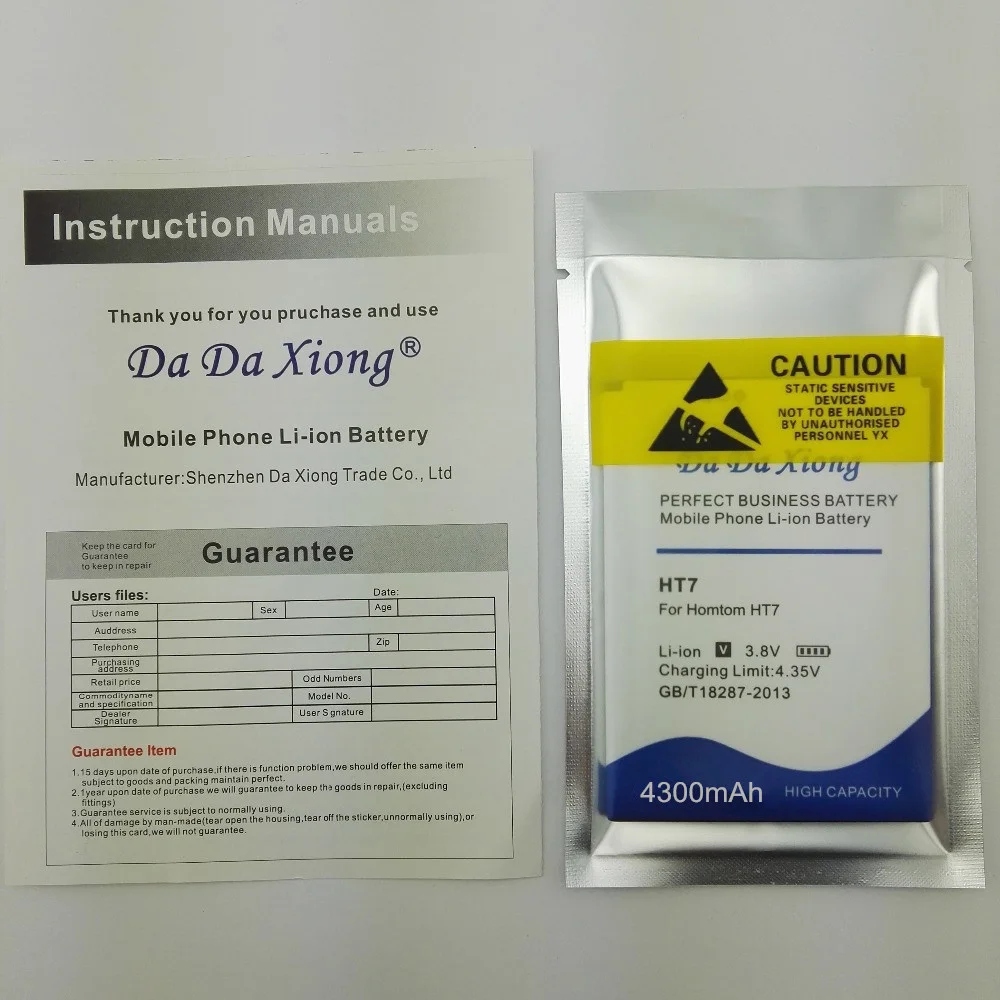 Instruction Manuals
Thank you for you pruchase and use
Da Da Xiong®
Mobile Phone Li-ion Battery
Manufacturer:Shenzhen Da Xiong Trade Co., Ltd
Keep the card for
Guarantee
to keep in repair
Guarantee
Users files:
Date:
User name
Sex
Age
Auddress
Telephone
Zip
Purchasing
address
Retail price
Odd Numbers
Commodityname
and specification
Model No.
Dealer
Signature
User Signature
Guarantee Item
1.15 days upon date of purchase,if there is function problem,we should offer the same item
subject to goods and packing maintain perfect.
2.1year upon date of purchase we will guarantee to keep the goods in repair,(excluding
fittings)
3.Guarantee service is subject to normally using.
4.All of damage by man-made(tear open the housing,tear off the sticker,unnormally using),or
losing this card,we will not guarantee.
CAUTION
STATIC SENSITIVE
DEVICES
NOT TO BE HANDLED
BY UNAUTHORISED
PERSONNEL YX
Da Da Xiong
PERFECT BUSINESS BATTERY
Mobile Phone Li-ion Battery
HT7
For Homtom HT7
Li-ion V 3.8V
Charging Limit:4.35V
GB/T18287-2013
4300mAh HIGH CAPACITY